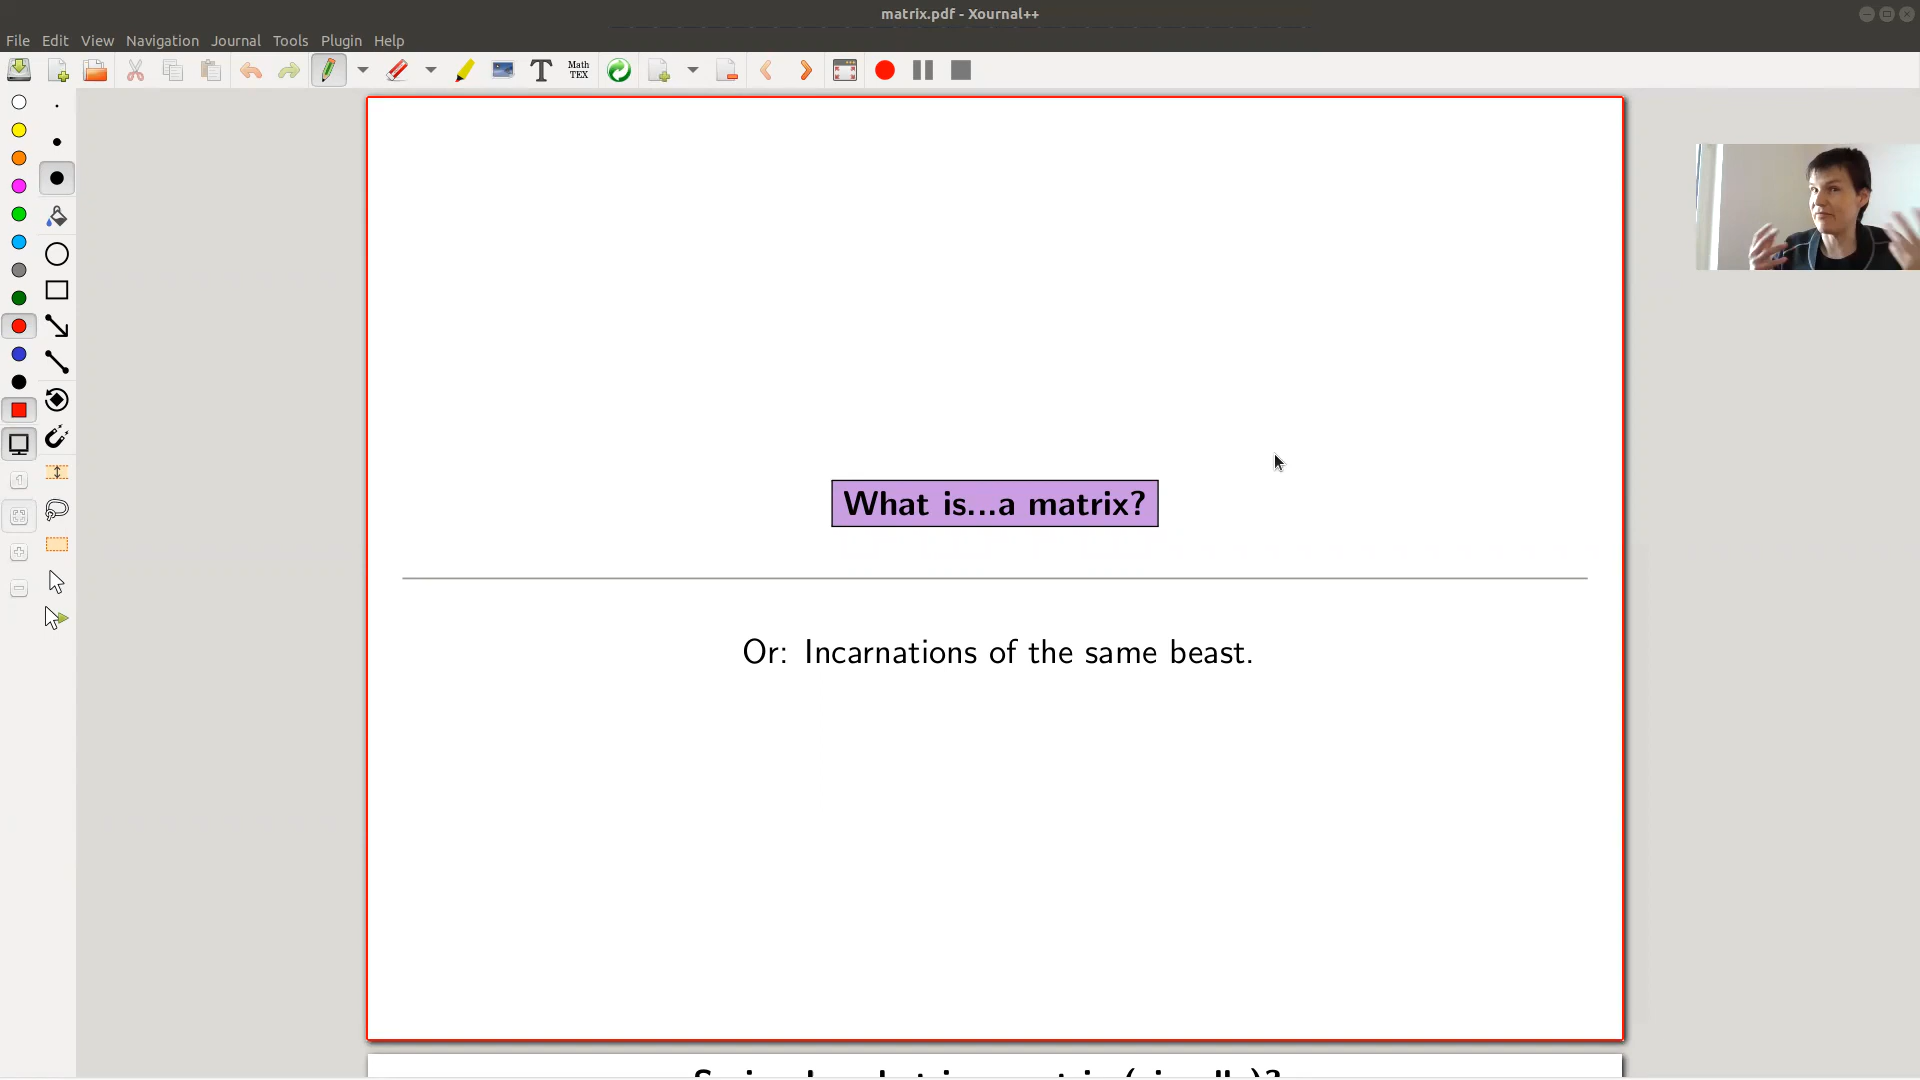 matrix.pdf - Xournal++
File Edit View Navigation Journal Tools Plugin Help
Math
TEX
What is...a matrix?
Or: Incarnations of the same beast.